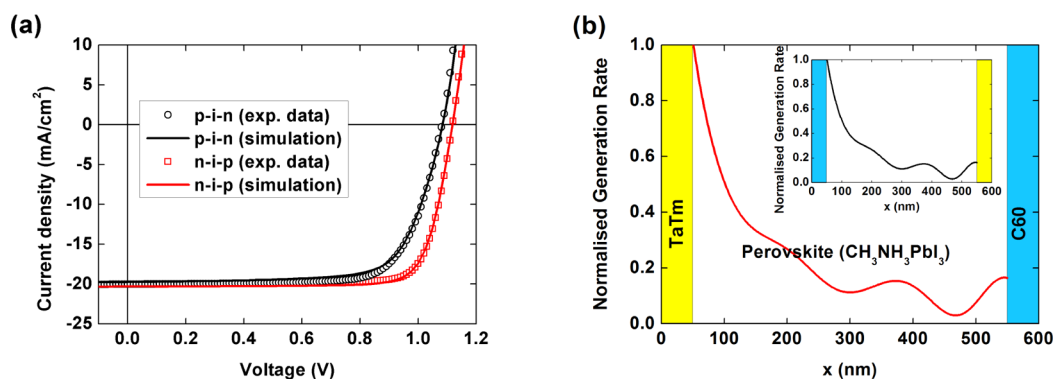 (a)
10
5
0
-5
-10
-15
-20
-25
Current density (mA/cm²)
p-i-n (exp. data)
p-i-n (simulation)
n-i-p (exp. data)
n-i-p (simulation)
0.0 0.2 0.4 0.6 0.8 1.0 1.2
Voltage (V)
(b)
1.0
0.8
0.6
0.4
0.2
0.0
Normalised Generation Rate
TaTm
Perovskite (CH₃NH₃PbI₃)
C60
0 100 200 300 400 500 600
x (nm)
1.0
0.8
0.6
0.4
0.2
0.0
Normalised Generation Rate
0 100 200 300 400 500 600
x (nm)